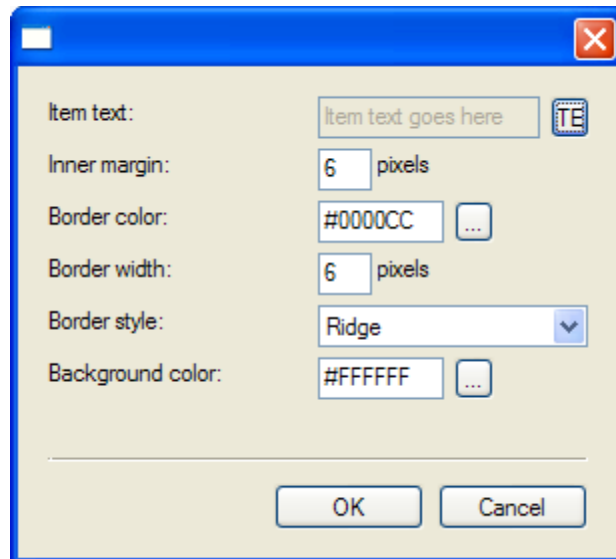 Item text: Item text goes here TE
Inner margin: 6 pixels
Border color: #0000CC ...
Border width: 6 pixels
Border style: Ridge
Background color: #FFFFFF ...
OK Cancel